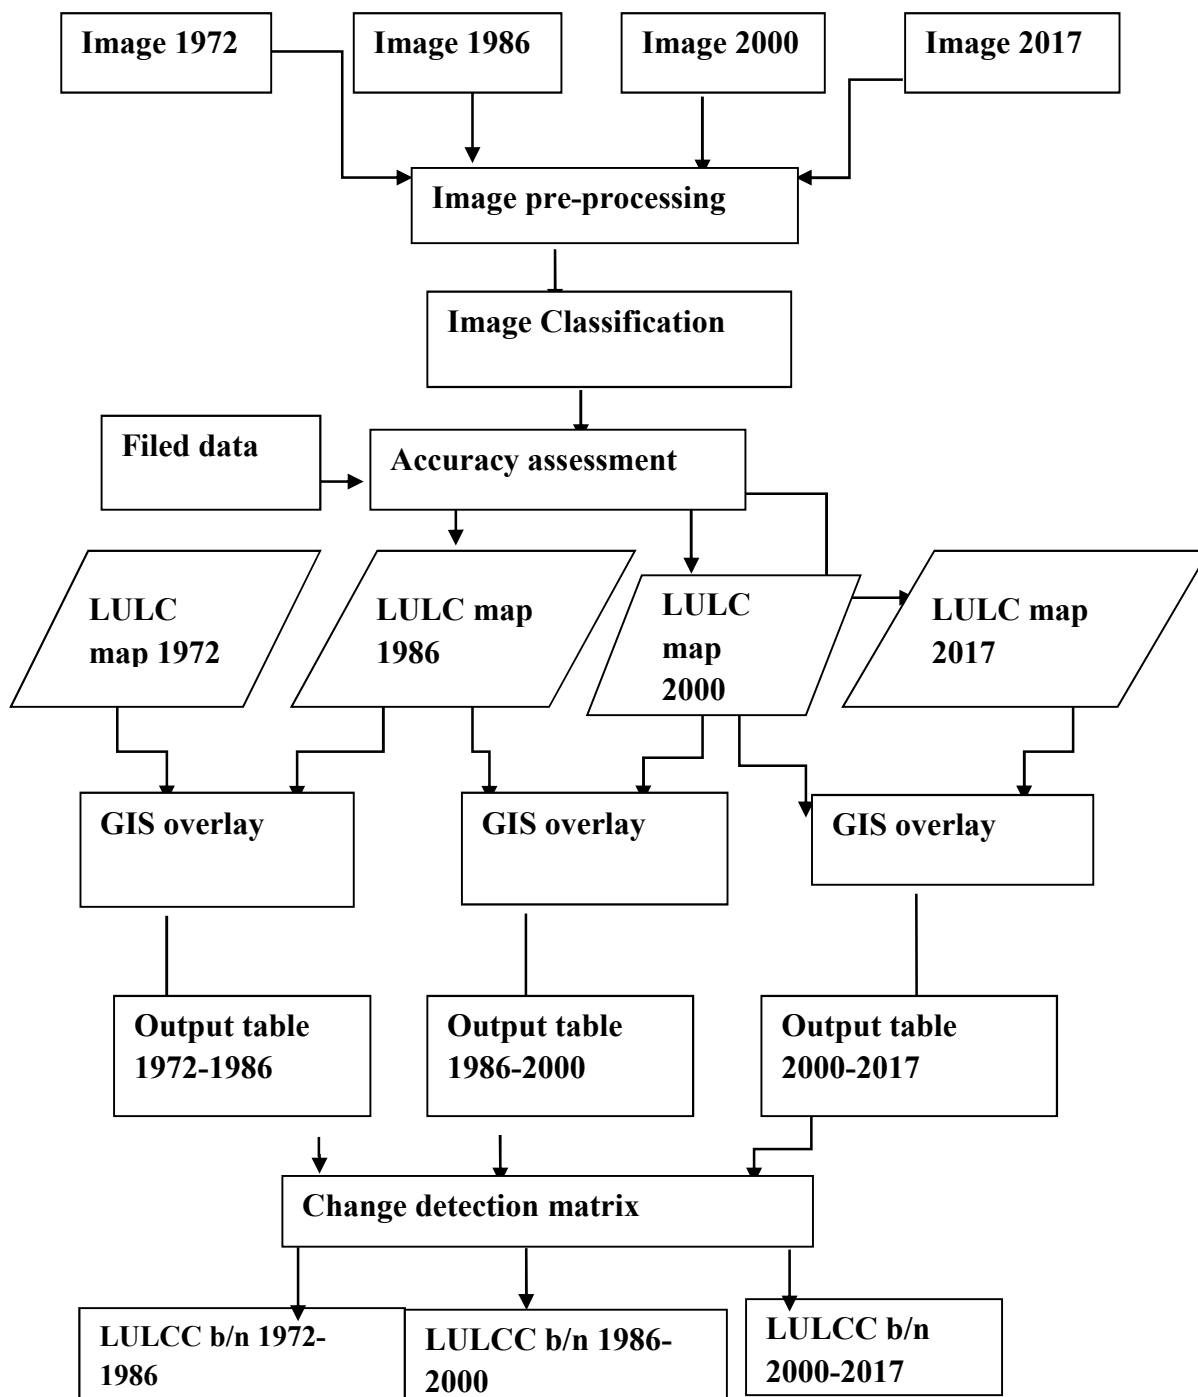 Image 1972
Image 1986
Image 2000
Image 2017
Image pre-processing
Image Classification
Filed data
Accuracy assessment
LULC
map 1972
LULC map
1986
LULC
map
2000
LULC map
2017
GIS overlay
GIS overlay
GIS overlay
Output table
1972-1986
Output table
1986-2000
Output table
2000-2017
Change detection matrix
LULCC b/n 1972-
1986
LULCC b/n 1986-
2000
LULCC b/n
2000-2017